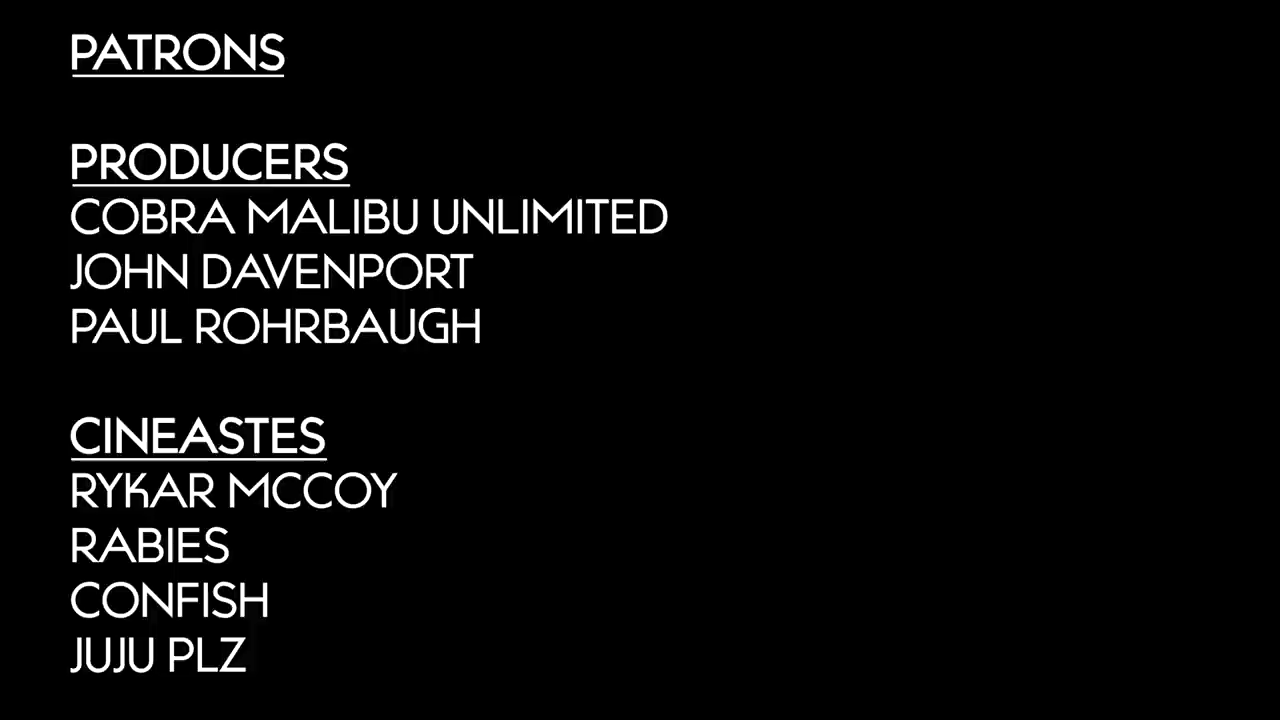 PATRONS
PRODUCERS
COBRA MALIBU UNLIMITED
JOHN DAVENPORT
PAUL ROHRBAUGH
CINEASTES
RYKAR MCCOY
RABIES
CONFISH
JUJU PLZ